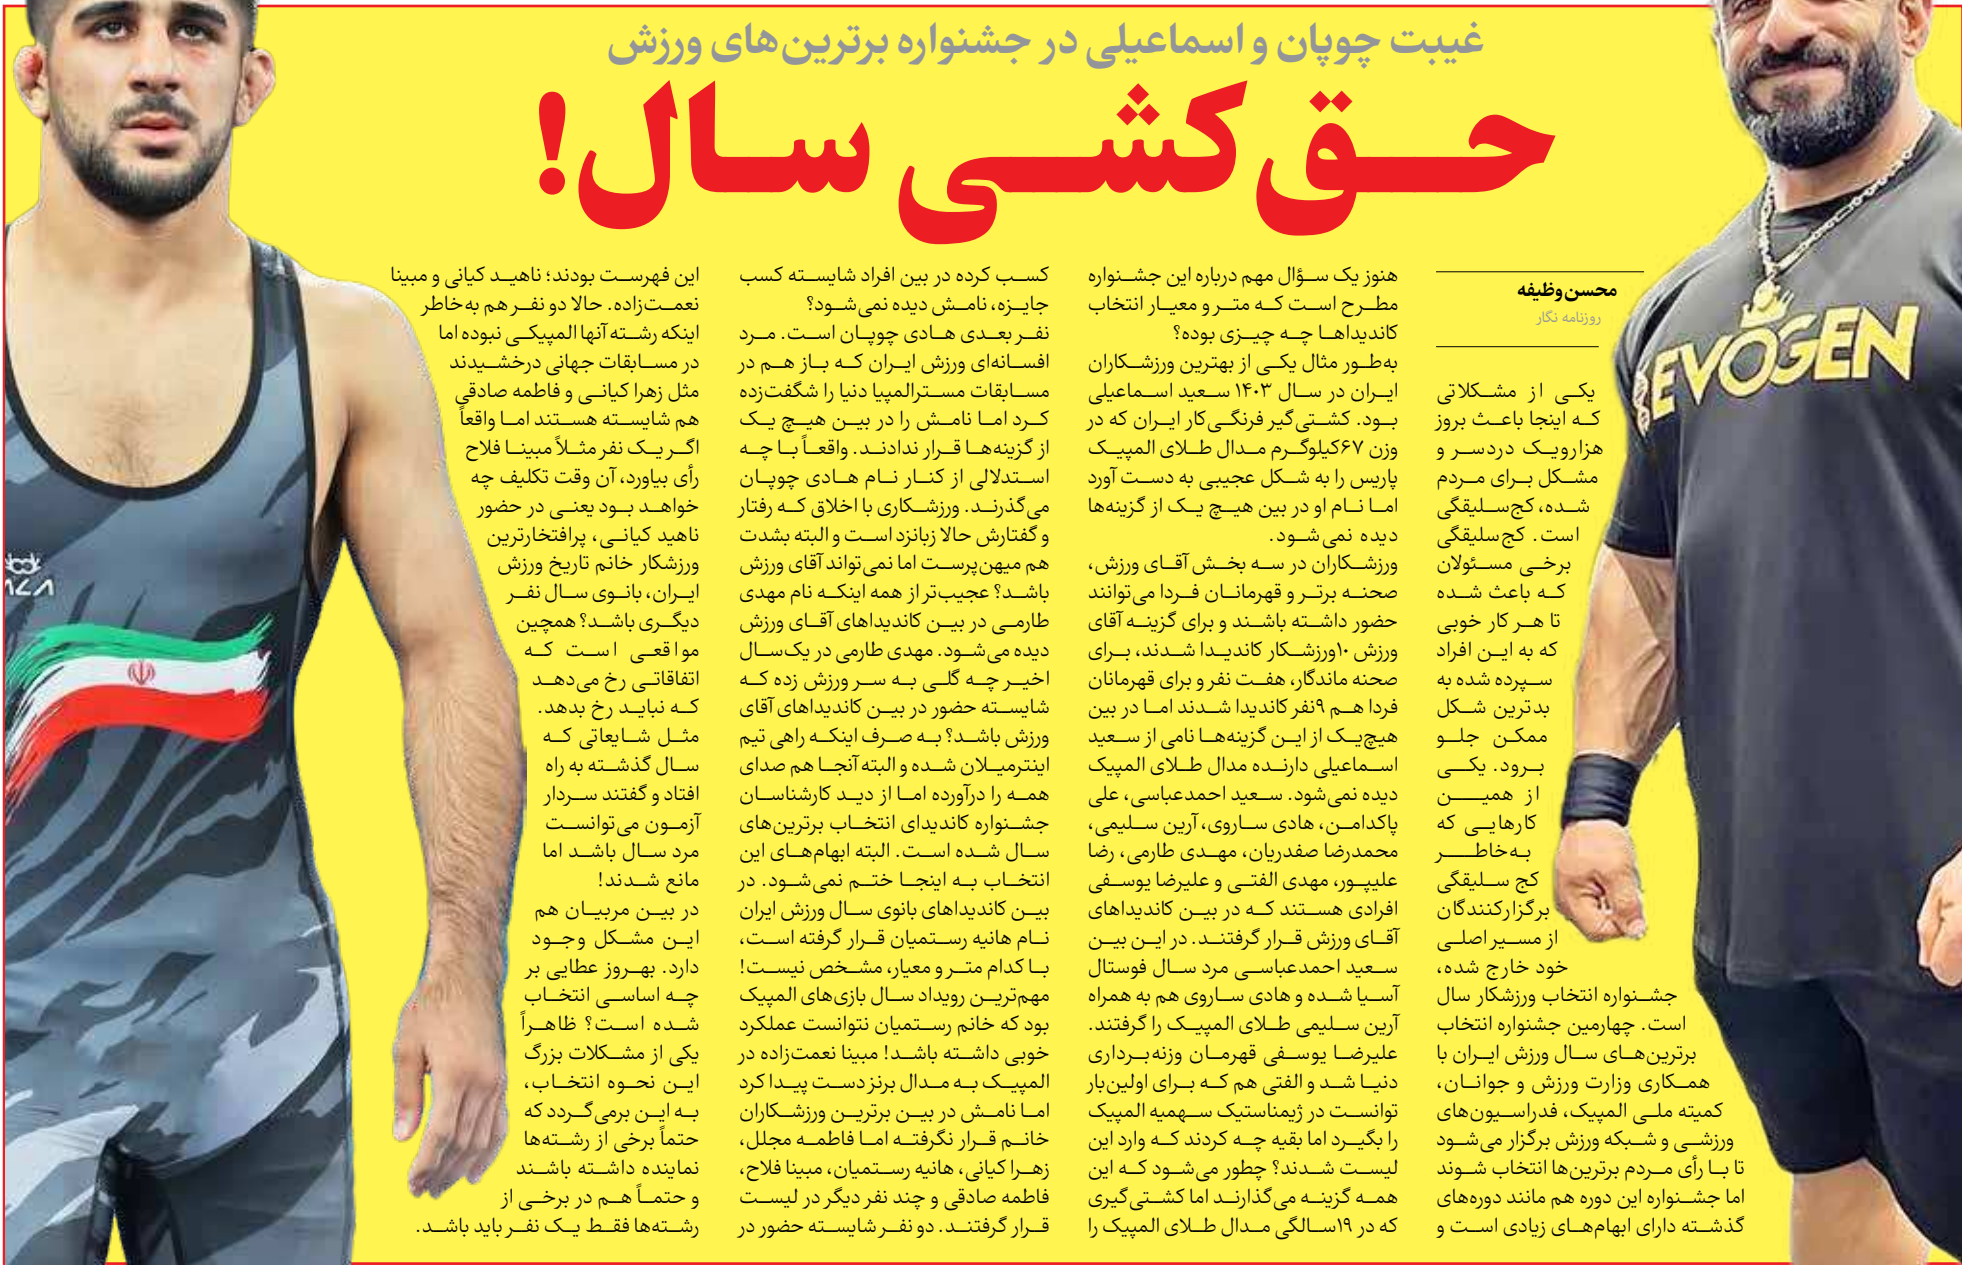 غیبت چوپان و اسماعیلی در جشنواره برترین‌های ورزش
حق‌کشی سال!
محسن وظیفه
روزنامه نگار
یکی از مشکلاتی
که اینجا باعث بروز
هزارویک دردسر و
مشکل برای مردم
شده، کج‌سلیقگی
است. کج‌سلیقگی
برخی مسئولان
که باعث شده
تا هر کار خوبی
که به این افراد
سپرده شده به
بدترین شکل
ممکن جلو
برود. یکی
از همین
کارهایی که
به‌خاطر
کج سلیقگی
برگزارکنندگان
از مسیر اصلی
خود خارج شده،
جشنواره انتخاب ورزشکار سال
است. چهارمین جشنواره انتخاب
برترین‌های سال ورزش ایران با
همکاری وزارت ورزش و جوانان،
کمیته ملی المپیک، فدراسیون‌های
ورزشی و شبکه ورزش برگزار می‌شود
تا با رأی مردم برترین‌ها انتخاب شوند
اما جشنواره این دوره هم مانند دوره‌های
گذشته دارای ابهام‌های زیادی است و
هنوز یک سؤال مهم درباره این جشنواره
مطرح است که متر و معیار انتخاب
کاندیداها چه چیزی بوده؟
به‌طور مثال یکی از بهترین ورزشکاران
ایران در سال ۱۴۰۳ سعید اسماعیلی
بود. کشتی‌گیر فرنگی‌کار ایران که در
وزن ۶۷کیلوگرم مدال طلای المپیک
پاریس را به شکل عجیبی به دست آورد
اما نام او در بین هیچ یک از گزینه‌ها
دیده نمی‌شود.
ورزشکاران در سه بخش آقای ورزش،
صحنه برتر و قهرمانان فردا می‌توانند
حضور داشته باشند و برای گزینه آقای
ورزش ۱۰ورزشکار کاندیدا شدند، برای
صحنه ماندگار، هفت نفر و برای قهرمانان
فردا هم ۹نفر کاندیدا شدند اما در بین
هیچ‌یک از این گزینه‌ها نامی از سعید
اسماعیلی دارنده مدال طلای المپیک
دیده نمی‌شود. سعید احمدعباسی، علی
پاکدامن، هادی ساروی، آرین سلیمی،
محمدرضا صفدریان، مهدی طارمی، رضا
علیپور، مهدی الفتی و علیرضا یوسفی
افرادی هستند که در بین کاندیداهای
آقای ورزش قرار گرفتند. در این بین
سعید احمدعباسی مرد سال فوستال
آسیا شده و هادی ساروی هم به همراه
آرین سلیمی طلای المپیک را گرفتند.
علیرضا یوسفی قهرمان وزنه‌برداری
دنیا شد و الفتی هم که برای اولین‌بار
توانست در ژیمناستیک سهمیه المپیک
را بگیرد اما بقیه چه کردند که وارد این
لیست شدند؟ چطور می‌شود که این
همه گزینه می‌گذارند اما کشتی‌گیری
که در ۱۹سالگی مدال طلای المپیک را
کسب کرده در بین افراد شایسته کسب
جایزه، نامش دیده نمی‌شود؟
نفر بعدی هادی چوپان است. مرد
افسانه‌ای ورزش ایران که باز هم در
مسابقات مسترالمپیا دنیا را شگفت‌زده
کرد اما نامش را در بین هیچ یک
از گزینه‌ها قرار ندادند. واقعاً با چه
استدلالی از کنار نام هادی چوپان
می‌گذرند. ورزشکاری با اخلاق که رفتار
و گفتارش حالا زبانزد است و البته بشدت
هم میهن‌پرست اما نمی‌تواند آقای ورزش
باشد؟ عجیب‌تر از همه اینکه نام مهدی
طارمی در بین کاندیداهای آقای ورزش
دیده می‌شود. مهدی طارمی در یک‌سال
اخیر چه گلی به سر ورزش زده که
شایسته حضور در بین کاندیداهای آقای
ورزش باشد؟ به صرف اینکه راهی تیم
اینترمیلان شده و البته آنجا هم صدای
همه را درآورده اما از دید کارشناسان
جشنواره کاندیدای انتخاب برترین‌های
سال شده است. البته ابهام‌های این
انتخاب به اینجا ختم نمی‌شود. در
بین کاندیداهای بانوی سال ورزش ایران
نام هانیه رستمیان قرار گرفته است،
با کدام متر و معیار، مشخص نیست!
مهم‌ترین رویداد سال بازی‌های المپیک
بود که خانم رستمیان نتوانست عملکرد
خوبی داشته باشد! مبینا نعمت‌زاده در
المپیک به مدال برنز دست پیدا کرد
اما نامش در بین برترین ورزشکاران
خانم قرار نگرفته اما فاطمه مجلل،
زهرا کیانی، هانیه رستمیان، مبینا فلاح،
فاطمه صادقی و چند نفر دیگر در لیست
قرار گرفتند. دو نفر شایسته حضور در
این فهرست بودند؛ ناهید کیانی و مبینا
نعمت‌زاده. حالا دو نفر هم به‌خاطر
اینکه رشته آنها المپیکی نبوده اما
در مسابقات جهانی درخشیدند
مثل زهرا کیانی و فاطمه صادقی
هم شایسته هستند اما واقعاً
اگر یک نفر مثلاً مبینا فلاح
رأی بیاورد، آن وقت تکلیف چه
خواهد بود یعنی در حضور
ناهید کیانی، پرافتخارترین
ورزشکار خانم تاریخ ورزش
ایران، بانوی سال نفر
دیگری باشد؟ همچین
مواقعی است که
اتفاقاتی رخ می‌دهد
که نباید رخ بدهد.
مثل شایعاتی که
سال گذشته به راه
افتاد و گفتند سردار
آزمون می‌توانست
مرد سال باشد اما
مانع شدند!
در بین مربیان هم
این مشکل وجود
دارد. بهروز عطایی بر
چه اساسی انتخاب
شده است؟ ظاهراً
یکی از مشکلات بزرگ
این نحوه انتخاب،
به این برمی‌گردد که
حتماً برخی از رشته‌ها
نماینده داشته باشند
و حتماً هم در برخی از
رشته‌ها فقط یک نفر باید باشد.
EVOGEN